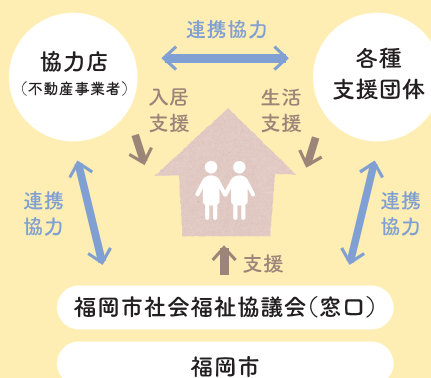 連携協力
協力店
（不動産事業者）
各種
支援団体
入居
支援
生活
支援
連携
協力
連携
協力
支援
福岡市社会福祉協議会（窓口）
福岡市